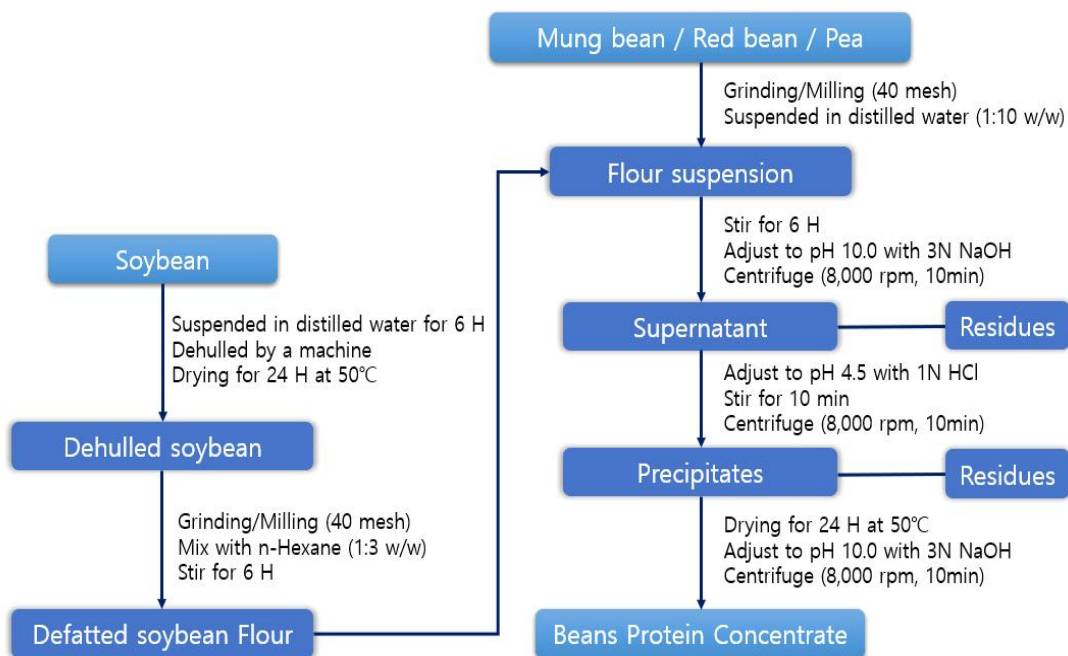 Mung bean / Red bean / Pea
Grinding/Milling (40 mesh)
Suspended in distilled water (1:10 w/w)
Flour suspension
Stir for 6 H
Adjust to pH 10.0 with 3N NaOH
Centrifuge (8,000 rpm, 10min)
Soybean
Suspended in distilled water for 6 H
Dehulled by a machine
Drying for 24 H at 50℃
Supernatant
Residues
Adjust to pH 4.5 with 1N HCl
Stir for 10 min
Centrifuge (8,000 rpm, 10min)
Dehulled soybean
Precipitates
Residues
Grinding/Milling (40 mesh)
Mix with n-Hexane (1:3 w/w)
Stir for 6 H
Drying for 24 H at 50℃
Adjust to pH 10.0 with 3N NaOH
Centrifuge (8,000 rpm, 10min)
Defatted soybean Flour
Beans Protein Concentrate